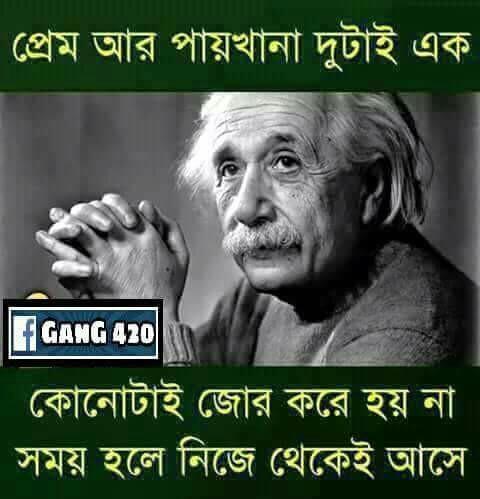 প্রেম আর পায়খানা দুটাই এক
f GANG 420
কোনোটাই জোর করে হয় না
সময় হলে নিজে থেকেই আসে